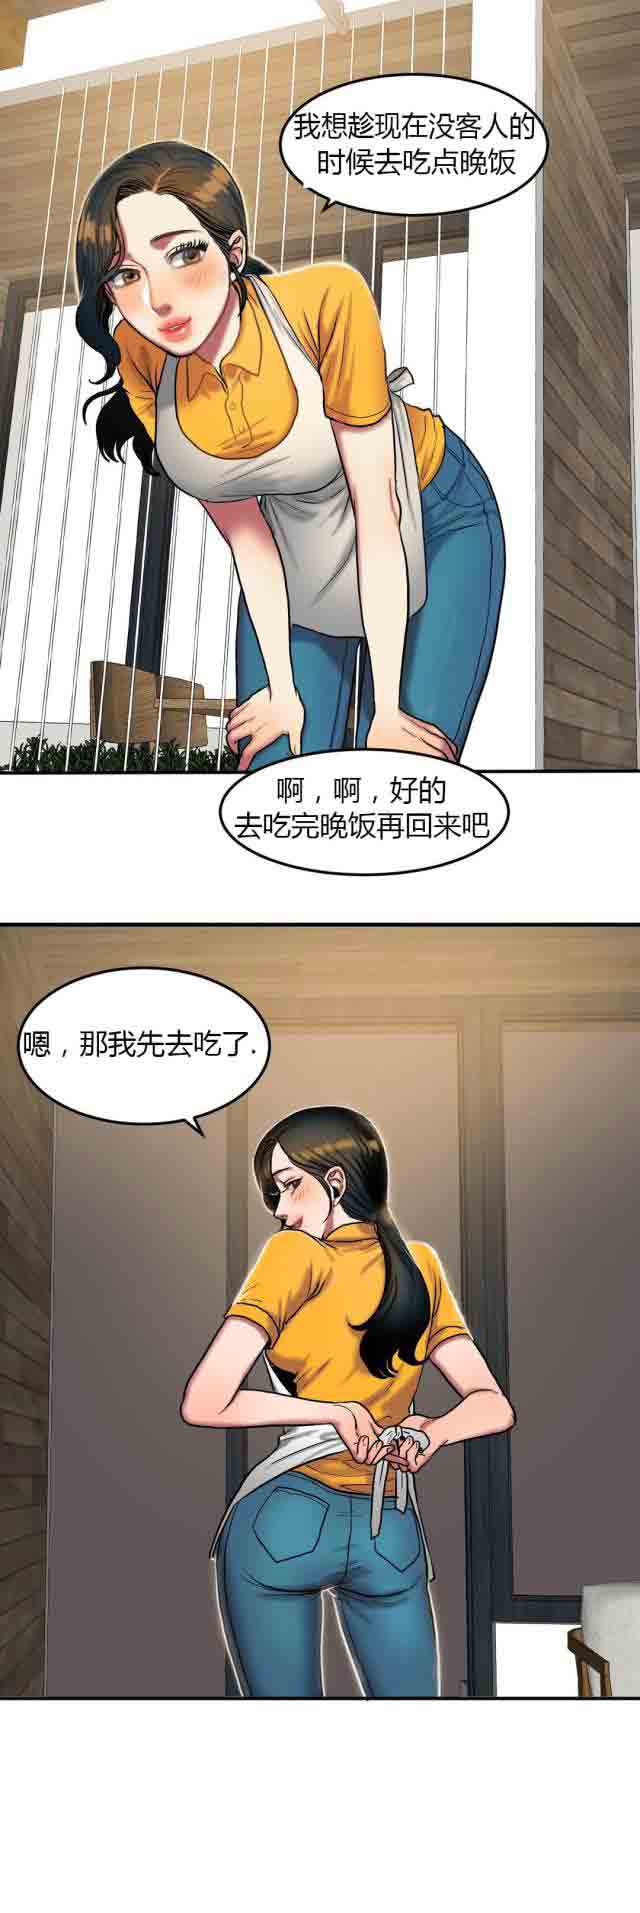 我想趁现在没客人的
时候去吃点晚饭
啊，啊，好的
去吃完晚饭再回来吧
嗯，那我先去吃了.